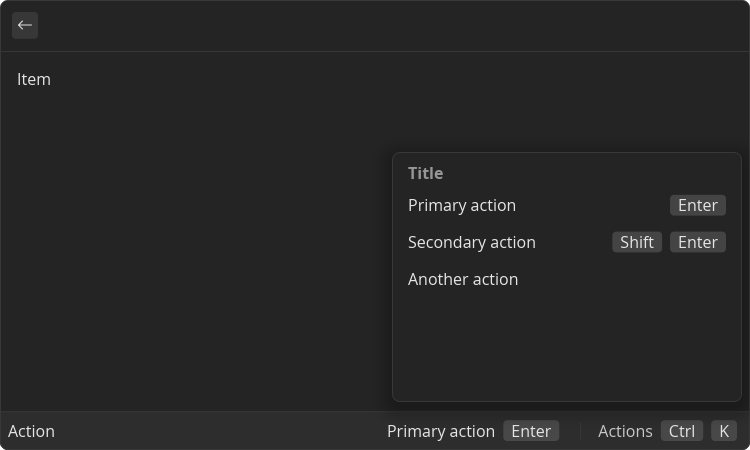 Item
Title
Primary action Enter
Secondary action Shift Enter
Another action
Action Primary action Enter Actions Ctrl K